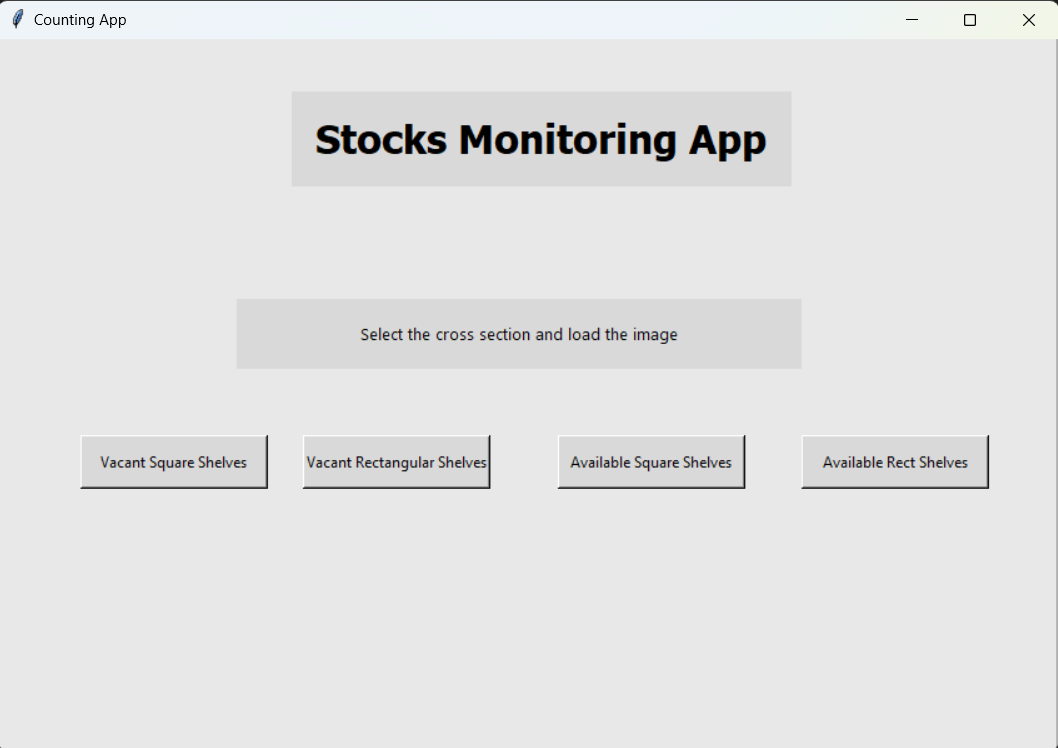 Counting App
Stocks Monitoring App
Select the cross section and load the image
Vacant Square Shelves
Vacant Rectangular Shelves
Available Square Shelves
Available Rect Shelves